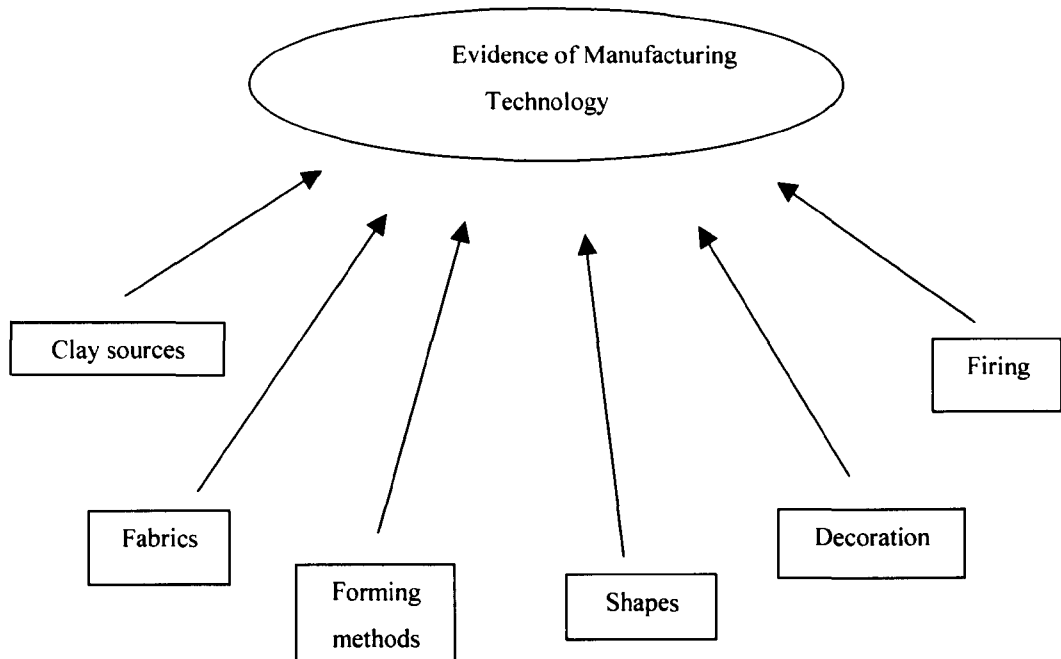 Evidence of Manufacturing
Technology
Clay sources
Firing
Fabrics
Decoration
Forming
methods
Shapes